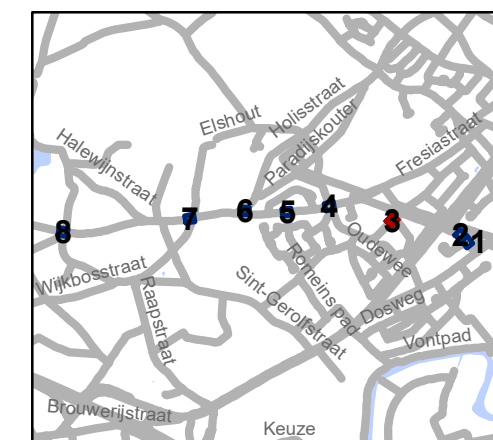 Elshout
Holisstraat
Paradijskouter
Fresiastraat
Halewijnstraat
8
7
6
5
4
3
2
1
Oudewee
Romeins pad
Wijkbosstraat
Raapstraat
Sint-Gerolfstraat
Dosweg
Vontpad
Brouwerijstraat
Keuze